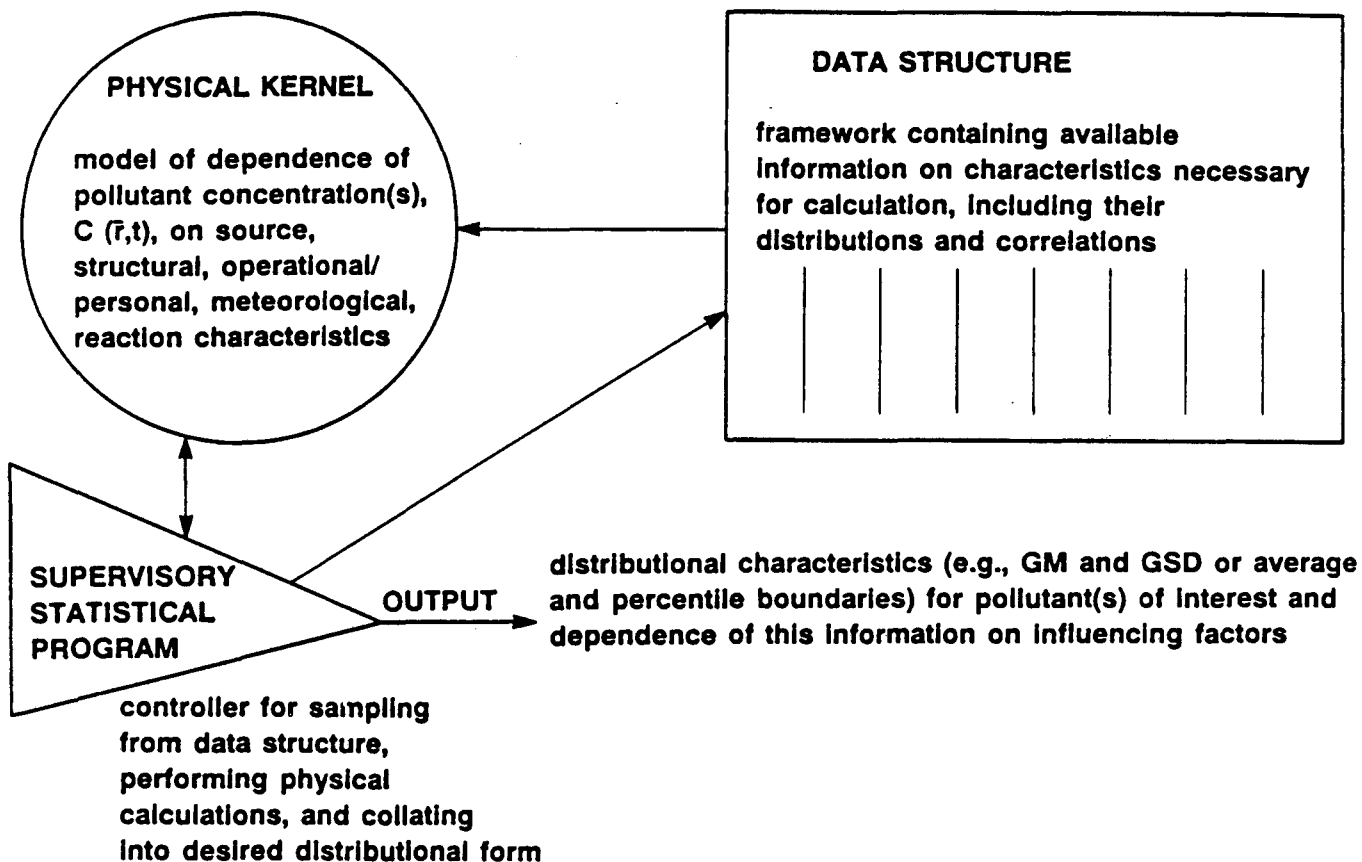 PHYSICAL KERNEL
model of dependence of
pollutant concentration(s),
C (r̄,t), on source,
structural, operational/
personal, meteorological,
reaction characteristics
DATA STRUCTURE
framework containing available
information on characteristics necessary
for calculation, including their
distributions and correlations
SUPERVISORY
STATISTICAL
PROGRAM
OUTPUT
distributional characteristics (e.g., GM and GSD or average
and percentile boundaries) for pollutant(s) of interest and
dependence of this information on influencing factors
controller for sampling
from data structure,
performing physical
calculations, and collating
into desired distributional form